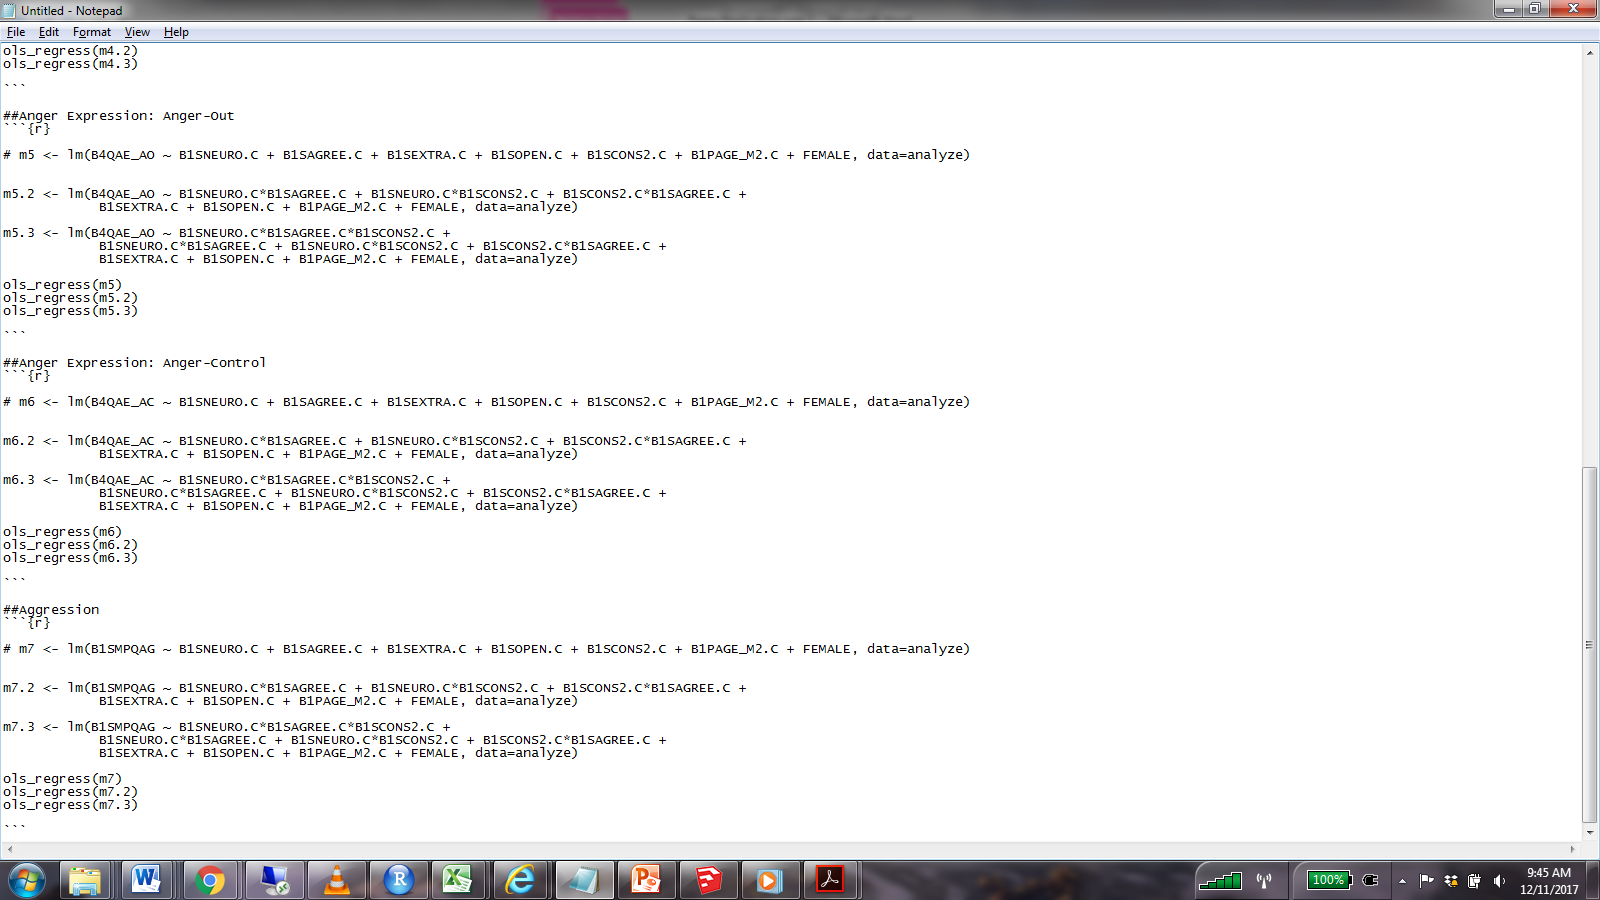 Untitled - Notepad
File Edit Format View Help
ols_regress(m4.2)
ols_regress(m4.3)
```
##Anger Expression: Anger-Out
```{r}
# m5 <- lm(B4QAE_AO ~ B1SNEURO.C + B1SAGREE.C + B1SEXTRA.C + B1SOPEN.C + B1SCONS2.C + B1PAGE_M2.C + FEMALE, data=analyze)
m5.2 <- lm(B4QAE_AO ~ B1SNEURO.C*B1SAGREE.C + B1SNEURO.C*B1SCONS2.C + B1SCONS2.C*B1SAGREE.C +
B1SEXTRA.C + B1SOPEN.C + B1PAGE_M2.C + FEMALE, data=analyze)
m5.3 <- lm(B4QAE_AO ~ B1SNEURO.C*B1SAGREE.C*B1SCONS2.C +
B1SNEURO.C*B1SAGREE.C + B1SNEURO.C*B1SCONS2.C + B1SCONS2.C*B1SAGREE.C +
B1SEXTRA.C + B1SOPEN.C + B1PAGE_M2.C + FEMALE, data=analyze)
ols_regress(m5)
ols_regress(m5.2)
ols_regress(m5.3)
```
##Anger Expression: Anger-Control
```{r}
# m6 <- lm(B4QAE_AC ~ B1SNEURO.C + B1SAGREE.C + B1SEXTRA.C + B1SOPEN.C + B1SCONS2.C + B1PAGE_M2.C + FEMALE, data=analyze)
m6.2 <- lm(B4QAE_AC ~ B1SNEURO.C*B1SAGREE.C + B1SNEURO.C*B1SCONS2.C + B1SCONS2.C*B1SAGREE.C +
B1SEXTRA.C + B1SOPEN.C + B1PAGE_M2.C + FEMALE, data=analyze)
m6.3 <- lm(B4QAE_AC ~ B1SNEURO.C*B1SAGREE.C*B1SCONS2.C +
B1SNEURO.C*B1SAGREE.C + B1SNEURO.C*B1SCONS2.C + B1SCONS2.C*B1SAGREE.C +
B1SEXTRA.C + B1SOPEN.C + B1PAGE_M2.C + FEMALE, data=analyze)
ols_regress(m6)
ols_regress(m6.2)
ols_regress(m6.3)
```
##Aggression
```{r}
# m7 <- lm(B1SMPQAG ~ B1SNEURO.C + B1SAGREE.C + B1SEXTRA.C + B1SOPEN.C + B1SCONS2.C + B1PAGE_M2.C + FEMALE, data=analyze)
m7.2 <- lm(B1SMPQAG ~ B1SNEURO.C*B1SAGREE.C + B1SNEURO.C*B1SCONS2.C + B1SCONS2.C*B1SAGREE.C +
B1SEXTRA.C + B1SOPEN.C + B1PAGE_M2.C + FEMALE, data=analyze)
m7.3 <- lm(B1SMPQAG ~ B1SNEURO.C*B1SAGREE.C*B1SCONS2.C +
B1SNEURO.C*B1SAGREE.C + B1SNEURO.C*B1SCONS2.C + B1SCONS2.C*B1SAGREE.C +
B1SEXTRA.C + B1SOPEN.C + B1PAGE_M2.C + FEMALE, data=analyze)
ols_regress(m7)
ols_regress(m7.2)
ols_regress(m7.3)
```
100%
9:45 AM
12/11/2017